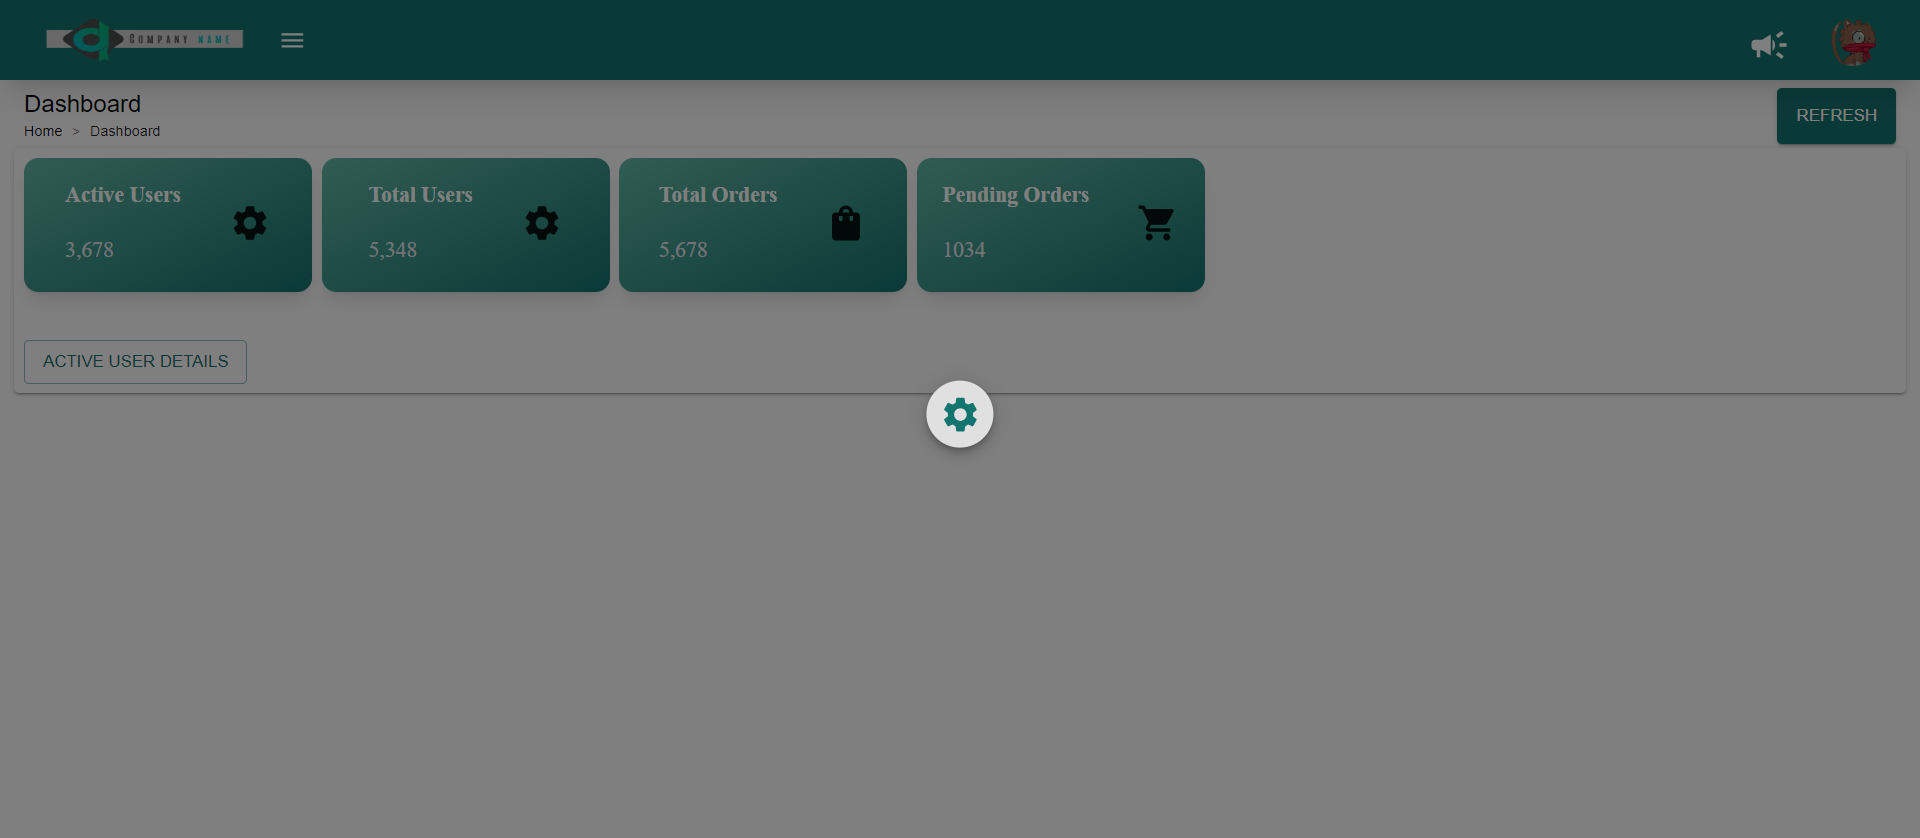 COMPANY NAME
Dashboard
Home > Dashboard
REFRESH
Active Users
3,678
Total Users
5,348
Total Orders
5,678
Pending Orders
1034
ACTIVE USER DETAILS